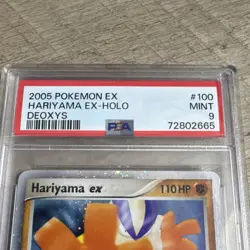 2005 POKEMON EX #100
HARIYAMA EX-HOLO MINT
DEOXYS PSA 9
72802665
Hariyama ex 110 HP